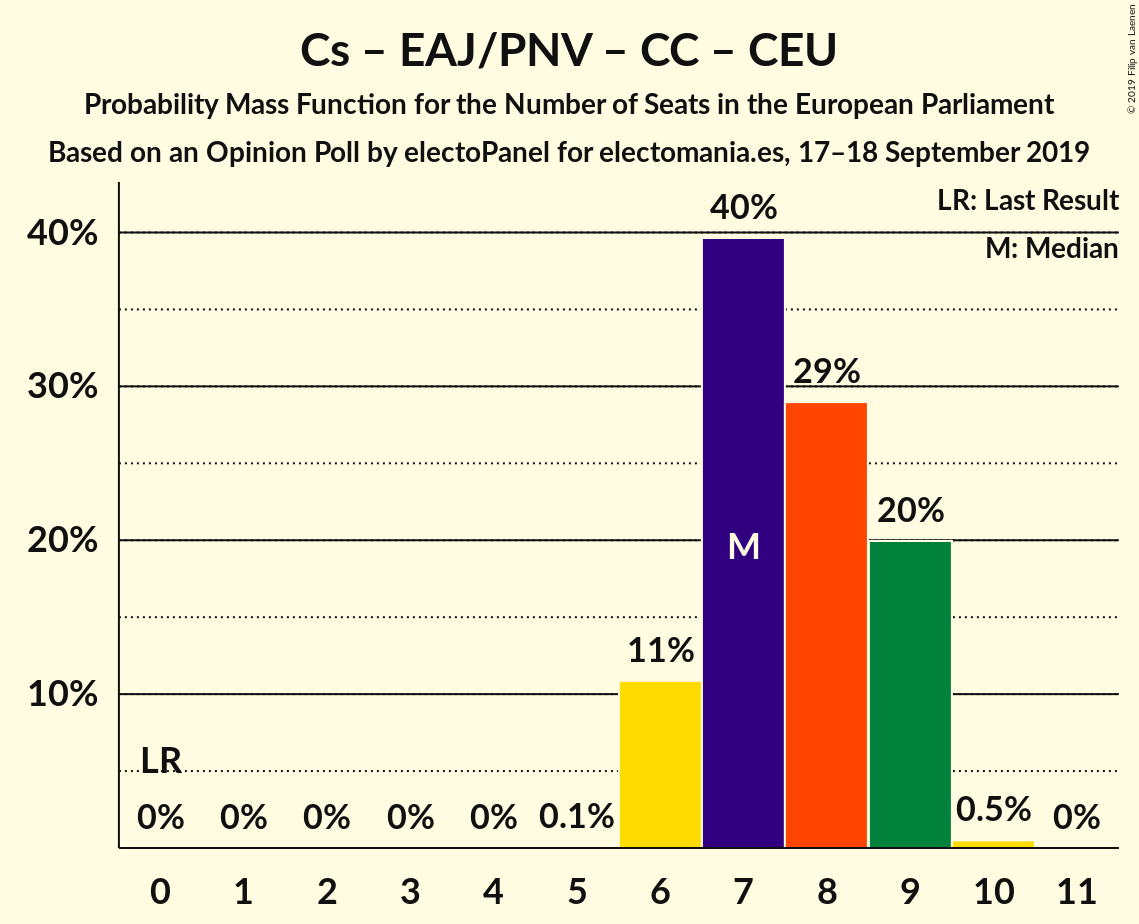 Cs – EAJ/PNV – CC – CEU
Probability Mass Function for the Number of Seats in the European Parliament
Based on an Opinion Poll by electoPanel for electomania.es, 17–18 September 2019
© 2019 Filip van Laenen
LR: Last Result
M: Median
40%
30%
20%
10%
LR
0% 0% 0% 0% 0% 0.1% 11% 40% 29% 20% 0.5% 0%
M
0 1 2 3 4 5 6 7 8 9 10 11